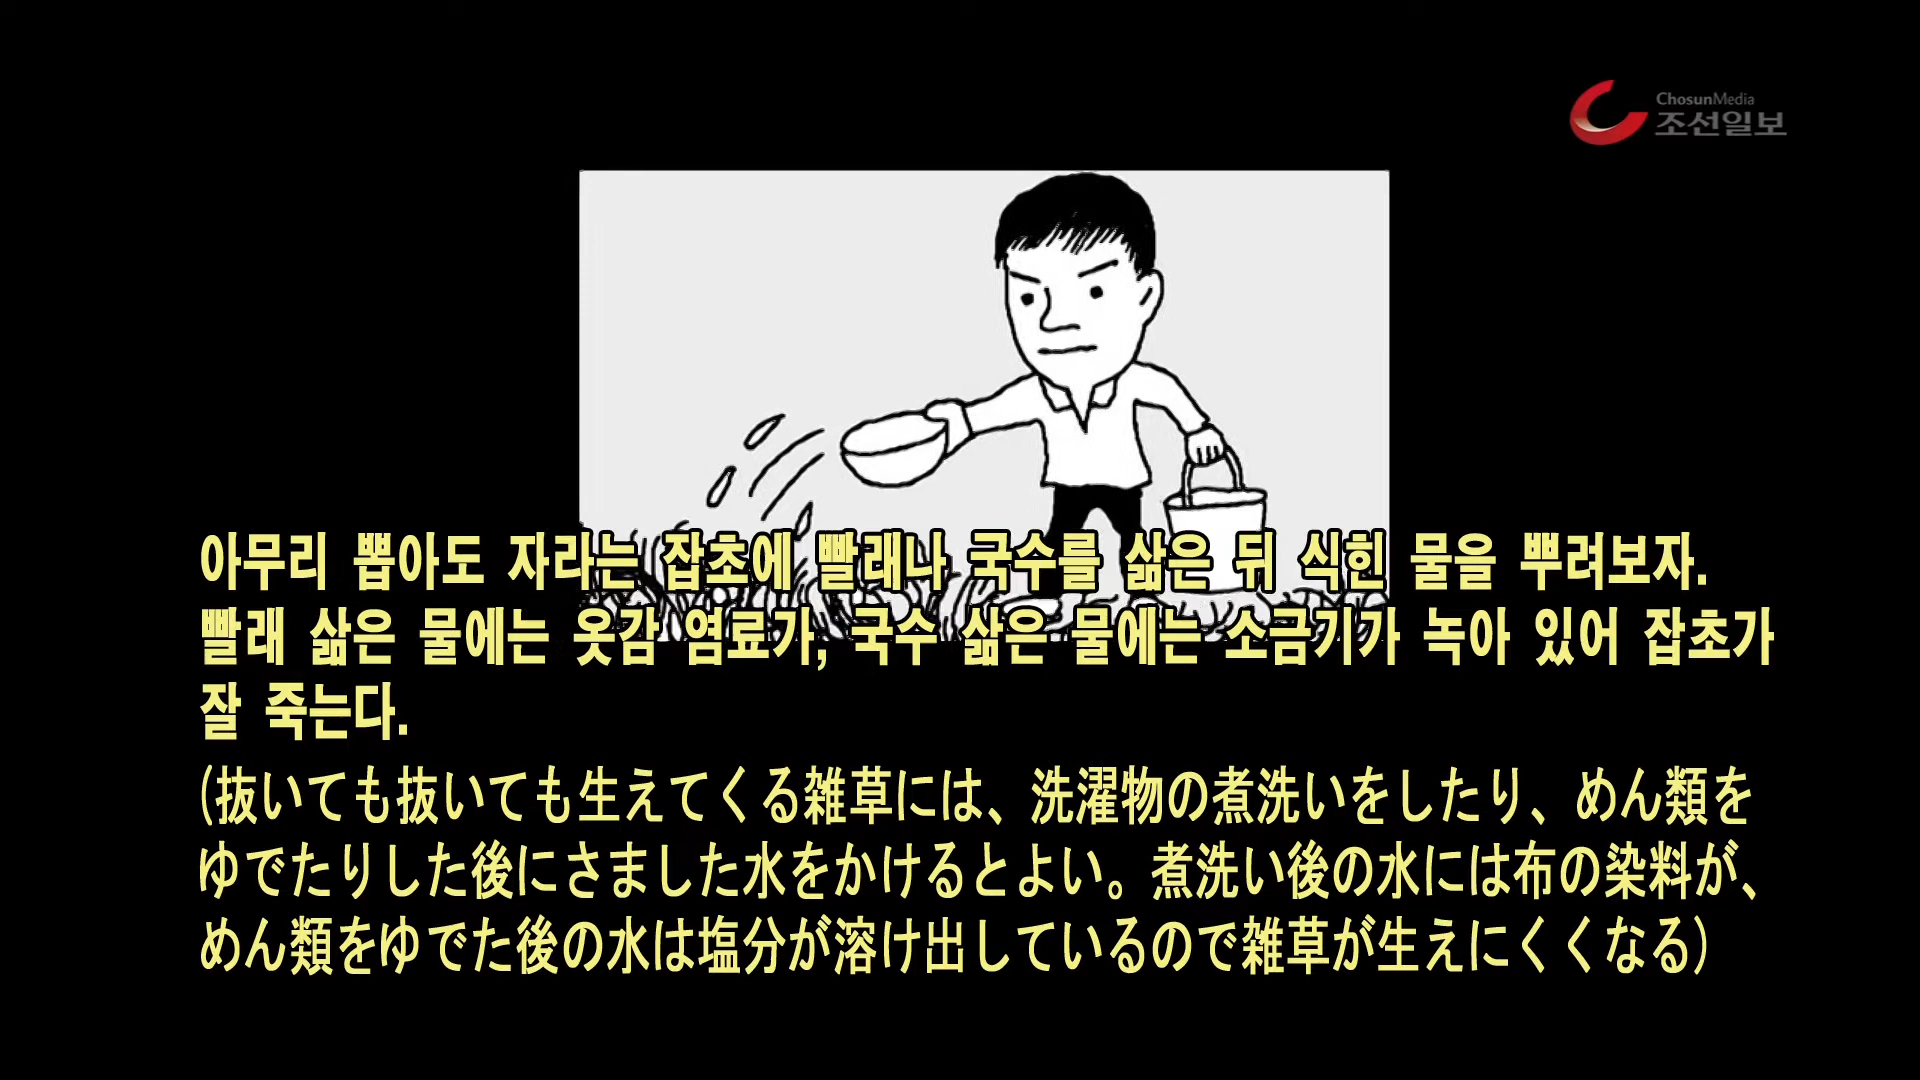 ChosunMedia
조선일보
아무리 뽑아도 자라는 잡초에 빨래나 국수를 삶은 뒤 식힌 물을 뿌려보자.
빨래 삶은 물에는 옷감 염료가, 국수 삶은 물에는 소금기가 녹아 있어 잡초가
잘 죽는다.
(抜いても抜いても生えてくる雑草には、洗濯物の煮洗いをしたり、めん類を
ゆでたりした後にさました水をかけるとよい。煮洗い後の水には布の染料が、
めん類をゆでた後の水は塩分が溶け出しているので雑草が生えにくくなる)